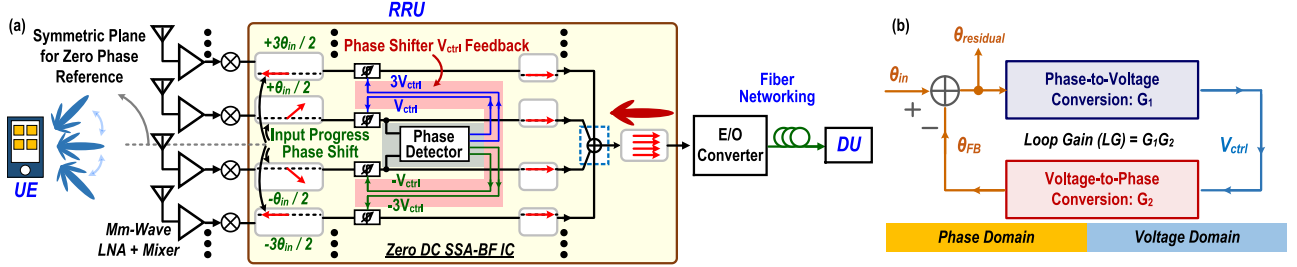 (a)
RRU
Symmetric Plane
for Zero Phase
Reference
+3θin / 2
Phase Shifter Vctrl Feedback
φ
3Vctrl
+θin / 2
Vctrl
φ
Input Progress
Phase Shift
Phase
Detector
UE
-θin / 2
φ
-Vctrl
-3Vctrl
φ
-3θin / 2
Mm-Wave
LNA + Mixer
Zero DC SSA-BF IC
Fiber
Networking
E/O
Converter
DU
(b)
θresidual
θin
+
−
θFB
Phase-to-Voltage
Conversion: G1
Loop Gain (LG) = G1G2
Vctrl
Voltage-to-Phase
Conversion: G2
Phase Domain
Voltage Domain